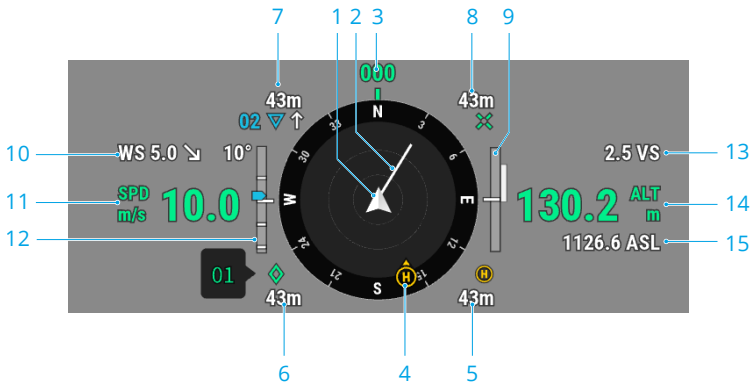 7 1 2 3 8 9
000
43m 43m
02
N
33 3
10 WS 5.0 10° 30 6 2.5 VS 13
11 SPD m/s 10.0 W E 130.2 ALT m 14
12 24 12 1126.6 ASL 15
01 21 S H 15 H
43m 43m
6 4 5